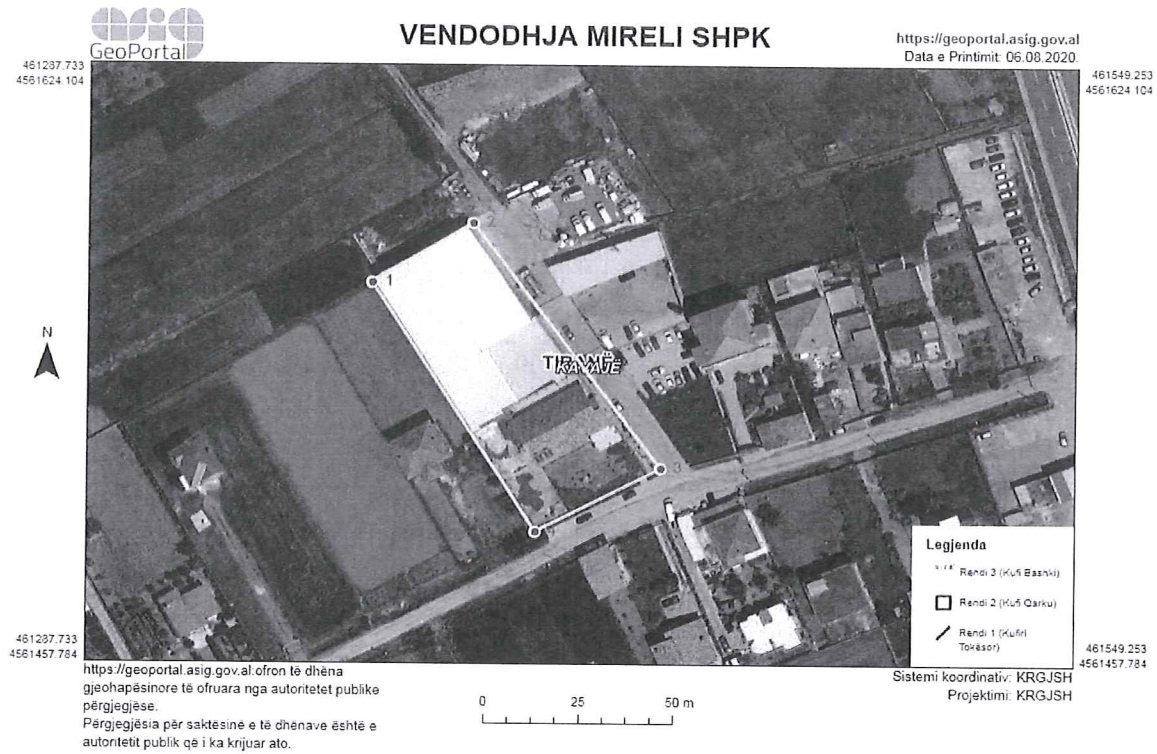 GeoPortal
VENDODHJA MIRELI SHPK
https://geoportal.asig.gov.al
Data e Printimit: 06.08.2020.
461287.733
4561624.104
461549.253
4561624.104
N
2
1
TIRANË
KAVAJË
3
Legjenda
Rendi 3 (Kufi Bashki)
Rendi 2 (Kufi Qarku)
Rendi 1 (Kufiri
Tokësor)
461287.733
4561457.784
461549.253
4561457.784
https://geoportal.asig.gov.al ofron të dhëna
gjeohapësinore të ofruara nga autoritetet publike
përgjegjëse.
Përgjegjësia për saktësinë e të dhënave është e
autoritetit publik që i ka krijuar ato.
0 25 50 m
Sistemi koordinativ: KRGJSH
Projektimi: KRGJSH